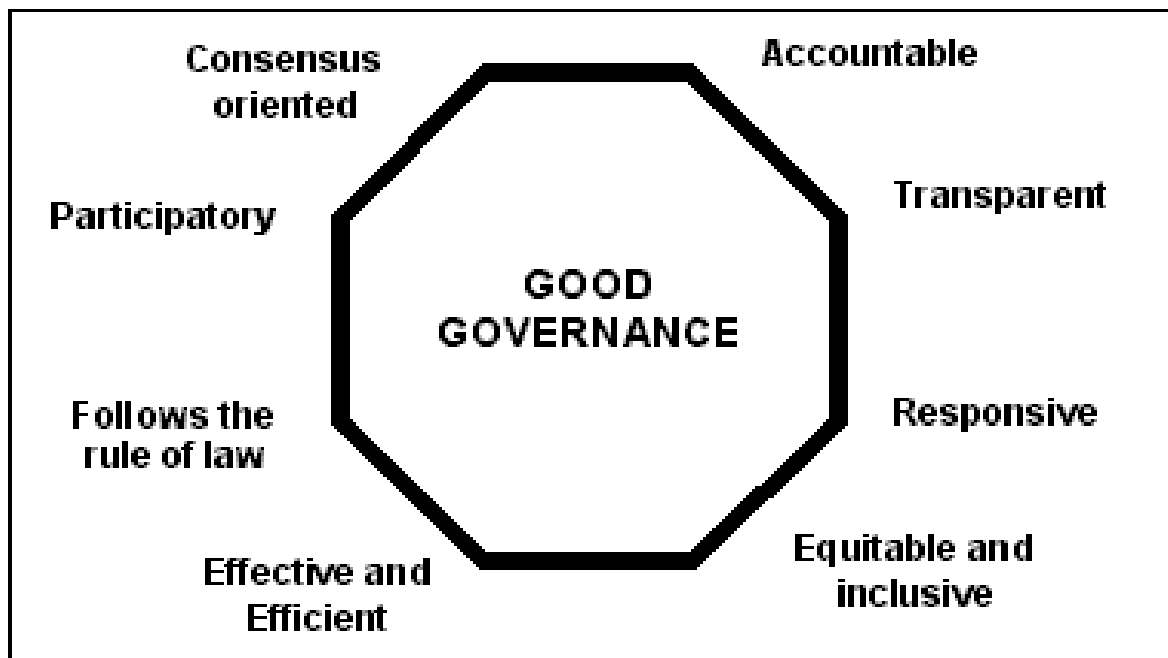 Consensus
oriented
Accountable
Participatory
Transparent
GOOD
GOVERNANCE
Follows the
rule of law
Responsive
Effective and
Efficient
Equitable and
inclusive